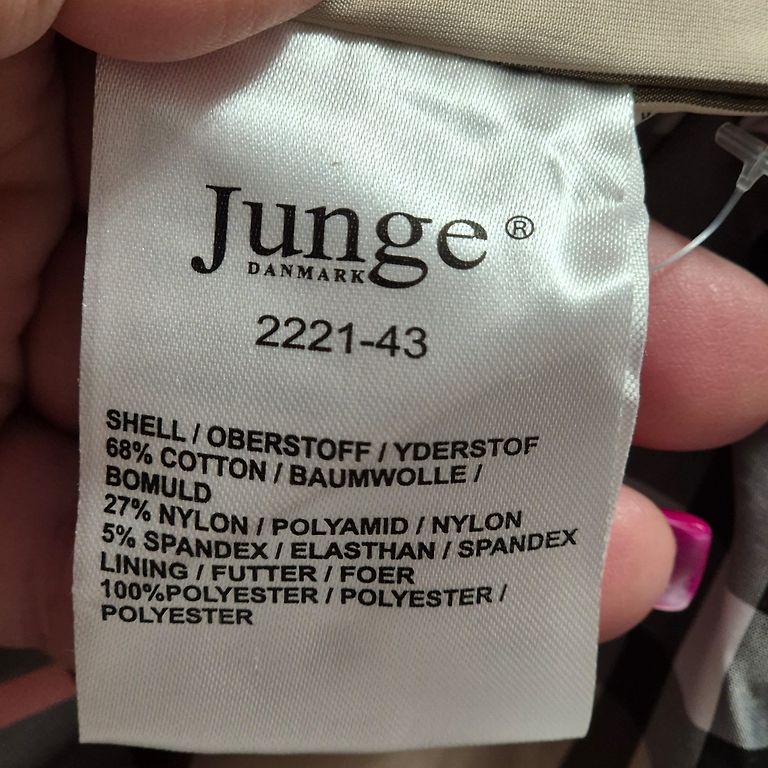 Junge®
DANMARK
2221-43
SHELL / OBERSTOFF / YDERSTOF
68% COTTON / BAUMWOLLE /
BOMULD
27% NYLON / POLYAMID / NYLON
5% SPANDEX / ELASTHAN / SPANDEX
LINING / FUTTER / FOER
100%POLYESTER / POLYESTER /
POLYESTER